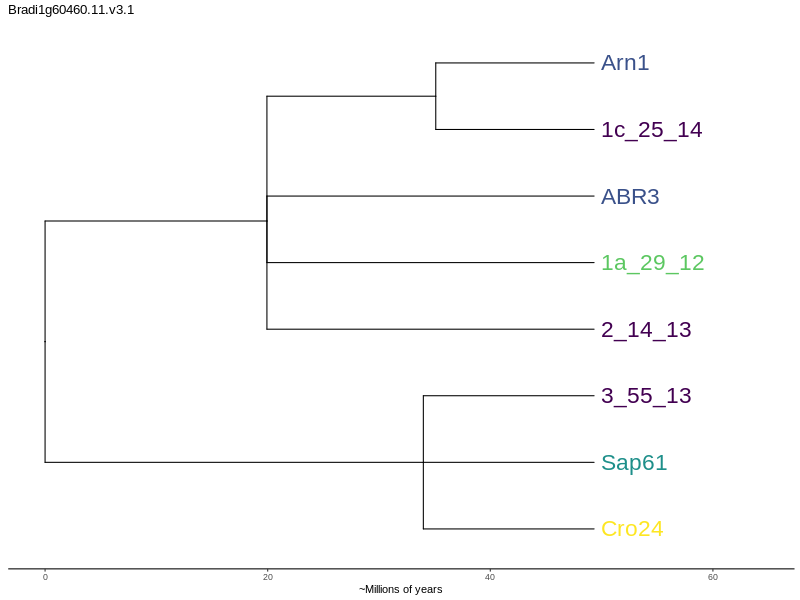 Bradi1g60460.11.v3.1
Arn1
1c_25_14
ABR3
1a_29_12
2_14_13
3_55_13
Sap61
Cro24
0 20 40 60
~Millions of years